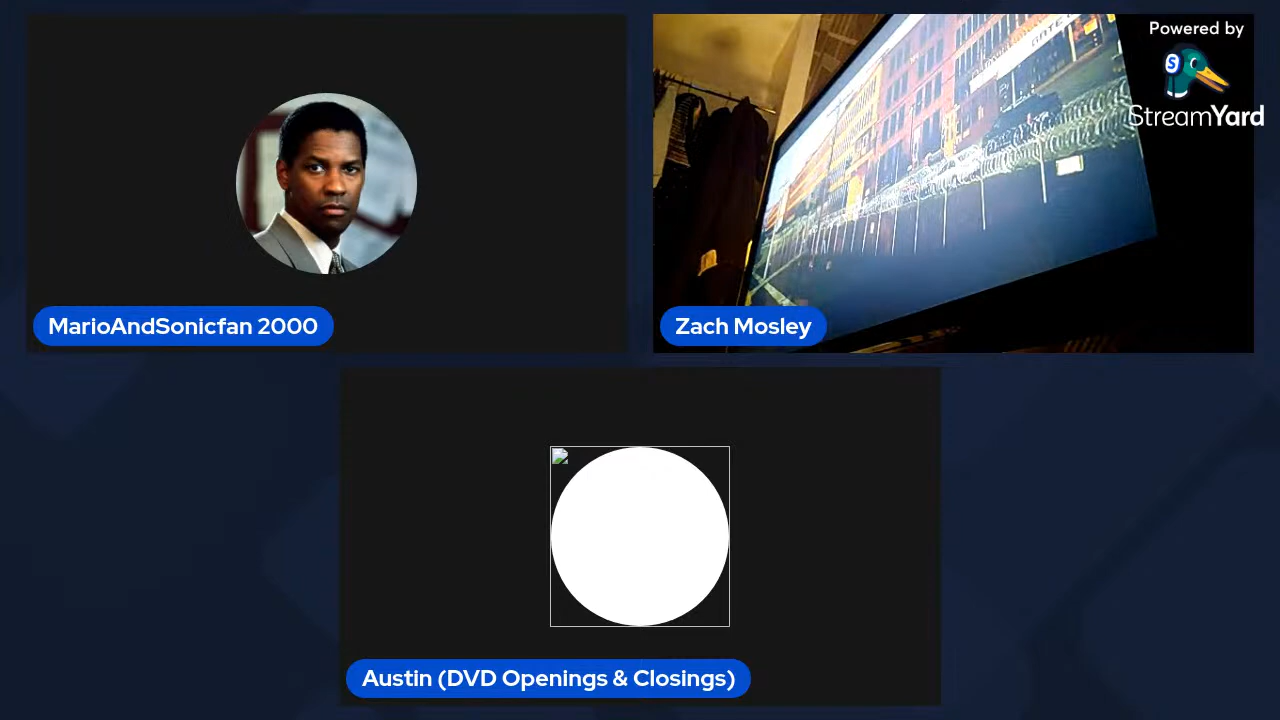 Powered by
StreamYard
MarioAndSonicfan 2000
Zach Mosley
Austin (DVD Openings & Closings)